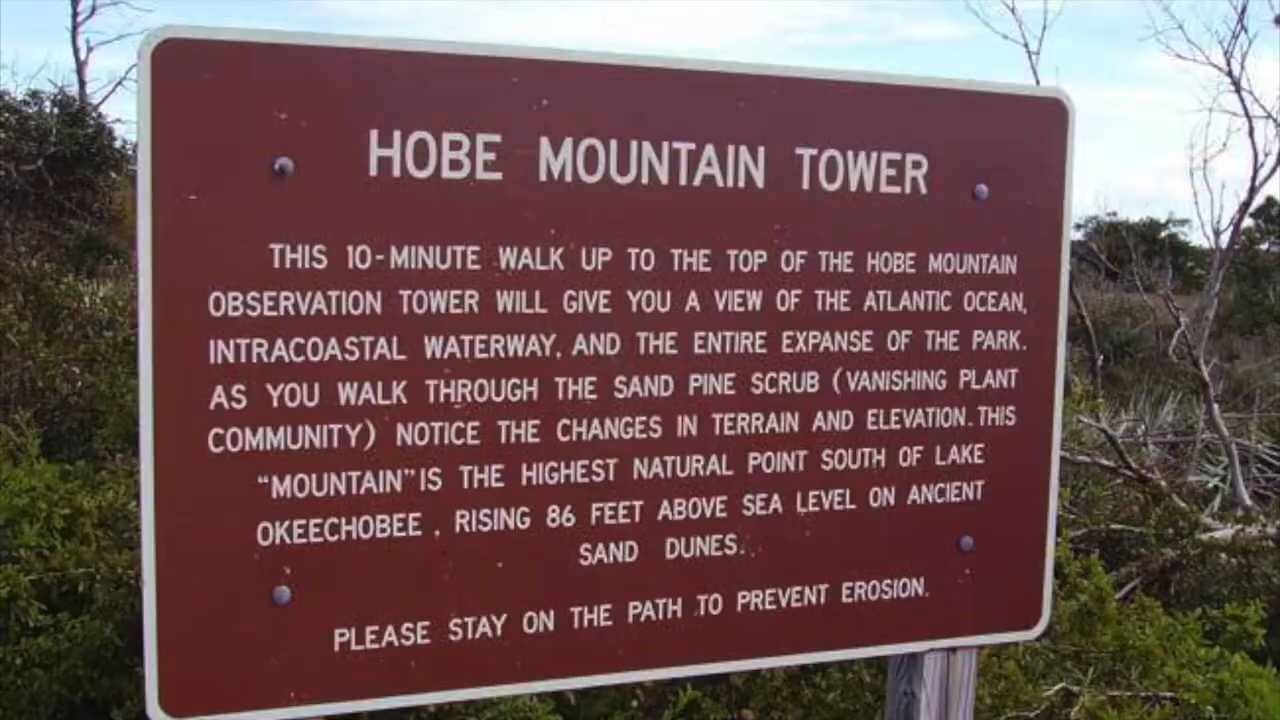 HOBE MOUNTAIN TOWER
THIS 10-MINUTE WALK UP TO THE TOP OF THE HOBE MOUNTAIN
OBSERVATION TOWER WILL GIVE YOU A VIEW OF THE ATLANTIC OCEAN,
INTRACOASTAL WATERWAY, AND THE ENTIRE EXPANSE OF THE PARK.
AS YOU WALK THROUGH THE SAND PINE SCRUB (VANISHING PLANT
COMMUNITY) NOTICE THE CHANGES IN TERRAIN AND ELEVATION. THIS
"MOUNTAIN" IS THE HIGHEST NATURAL POINT SOUTH OF LAKE
OKEECHOBEE , RISING 86 FEET ABOVE SEA LEVEL ON ANCIENT
SAND DUNES.
PLEASE STAY ON THE PATH TO PREVENT EROSION.